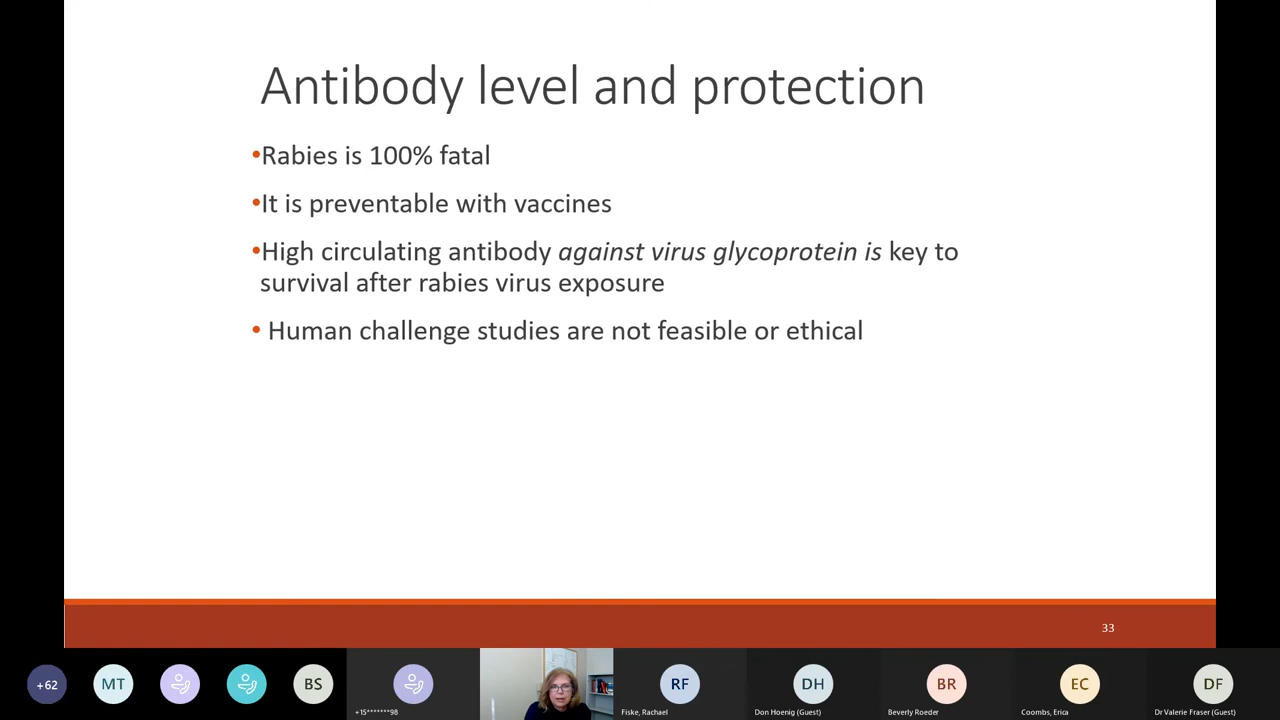 Antibody level and protection
•Rabies is 100% fatal
•It is preventable with vaccines
•High circulating antibody against virus glycoprotein is key to
survival after rabies virus exposure
• Human challenge studies are not feasible or ethical
33
+62
MT
BS
+15*******98
RF
Fiske, Rachael
DH
Don Hoenig (Guest)
BR
Beverly Roeder
EC
Coombs, Erica
DF
Dr Valerie Fraser (Guest)